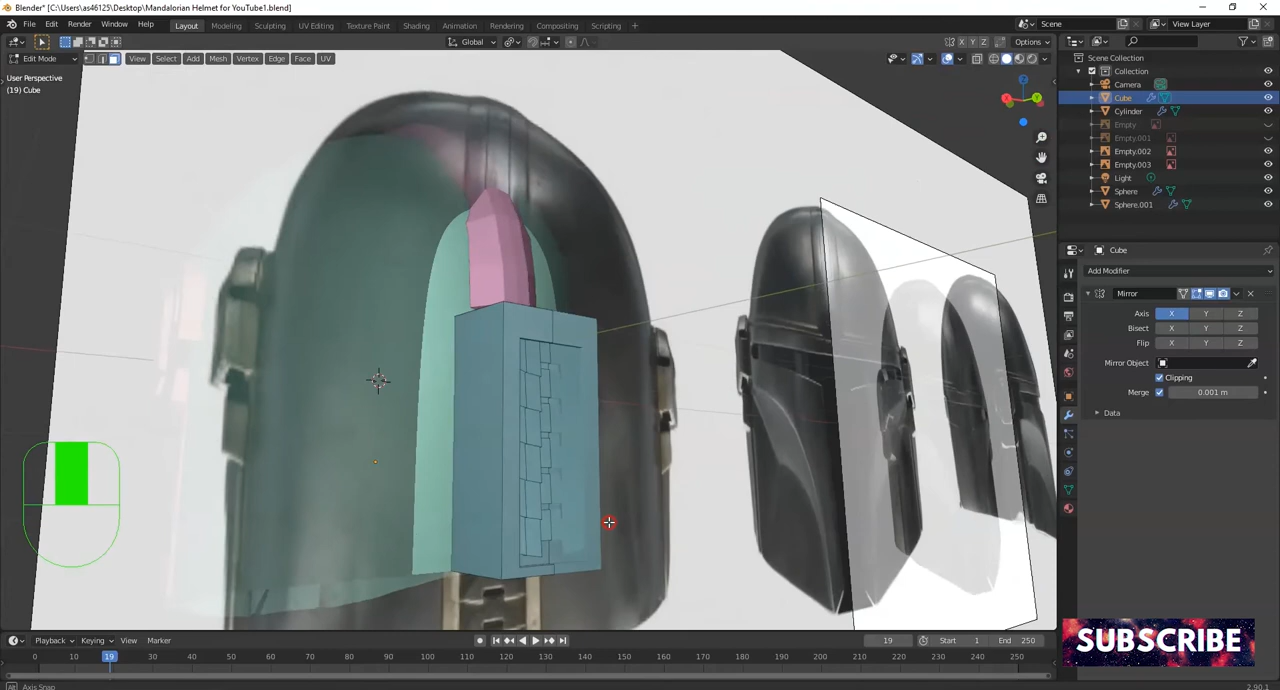 Blender* [C:\Users\as46125\Desktop\Mandalorian Helmet for YouTube1.blend]
File Edit Render Window Help Layout Modeling Sculpting UV Editing Texture Paint Shading Animation Rendering Compositing Scripting + Scene View Layer
Global X Y Z Options
Edit Mode View Select Add Mesh Vertex Edge Face UV
User Perspective
(19) Cube
Scene Collection
Collection
Camera
Cube
Cylinder
Empty
Empty.001
Empty.002
Empty.003
Light
Sphere
Sphere.001
Cube
Add Modifier
Mirror
Axis X Y Z
Bisect X Y Z
Flip X Y Z
Mirror Object
Clipping
Merge 0.001 m
Data
SUBSCRIBE
Playback Keying View Marker 19 Start 1 End 250
0 10 19 30 40 50 60 70 80 90 100 110 120 130 140 150 160 170 180 190 200 210 220 230 240 250
Alt Axis Snap 2.90.1